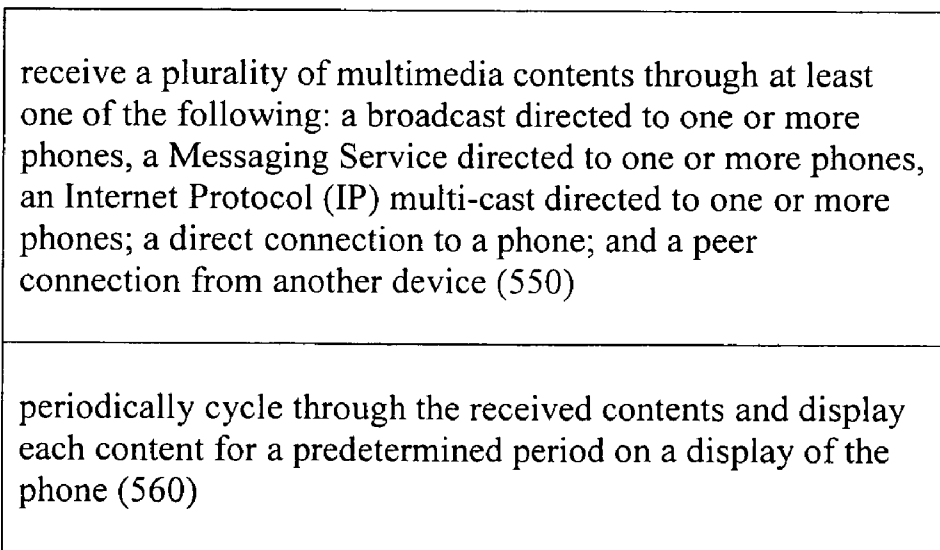 receive a plurality of multimedia contents through at least
one of the following: a broadcast directed to one or more
phones, a Messaging Service directed to one or more phones,
an Internet Protocol (IP) multi-cast directed to one or more
phones; a direct connection to a phone; and a peer
connection from another device (550)
periodically cycle through the received contents and display
each content for a predetermined period on a display of the
phone (560)